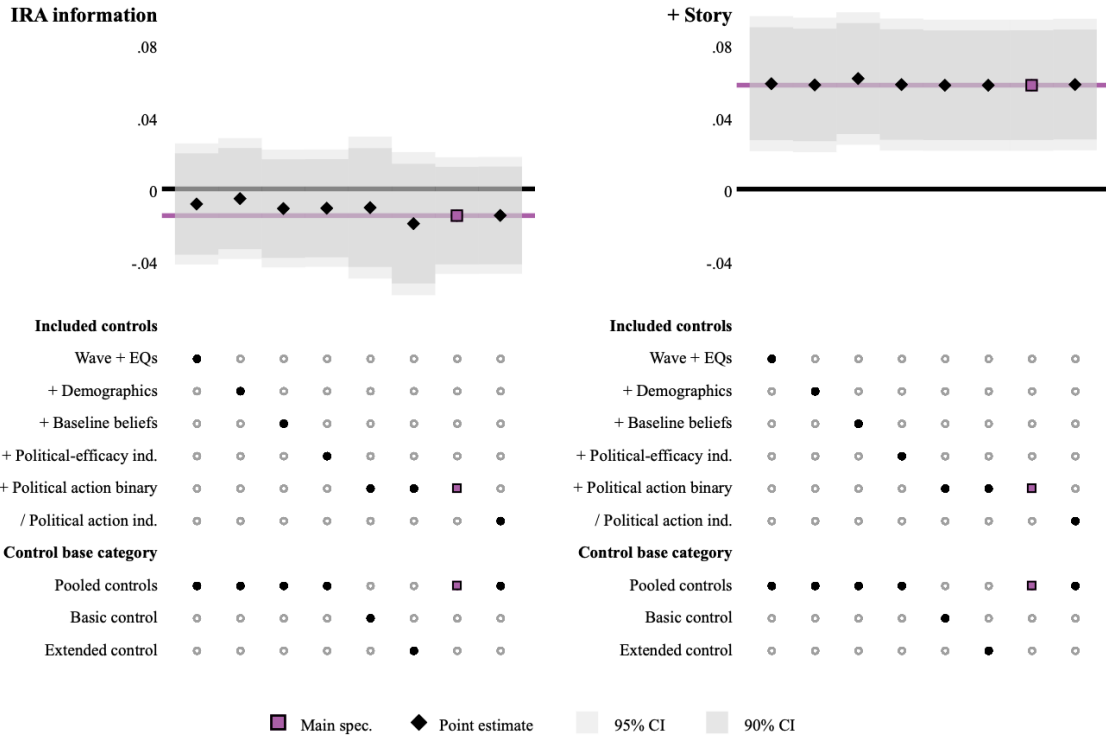 IRA information
.08
.04
0
-.04
Included controls
Wave + EQs
+ Demographics
+ Baseline beliefs
+ Political-efficacy ind.
+ Political action binary
/ Political action ind.
Control base category
Pooled controls
Basic control
Extended control
+ Story
.08
.04
0
-.04
Included controls
Wave + EQs
+ Demographics
+ Baseline beliefs
+ Political-efficacy ind.
+ Political action binary
/ Political action ind.
Control base category
Pooled controls
Basic control
Extended control
Main spec. Point estimate 95% CI 90% CI